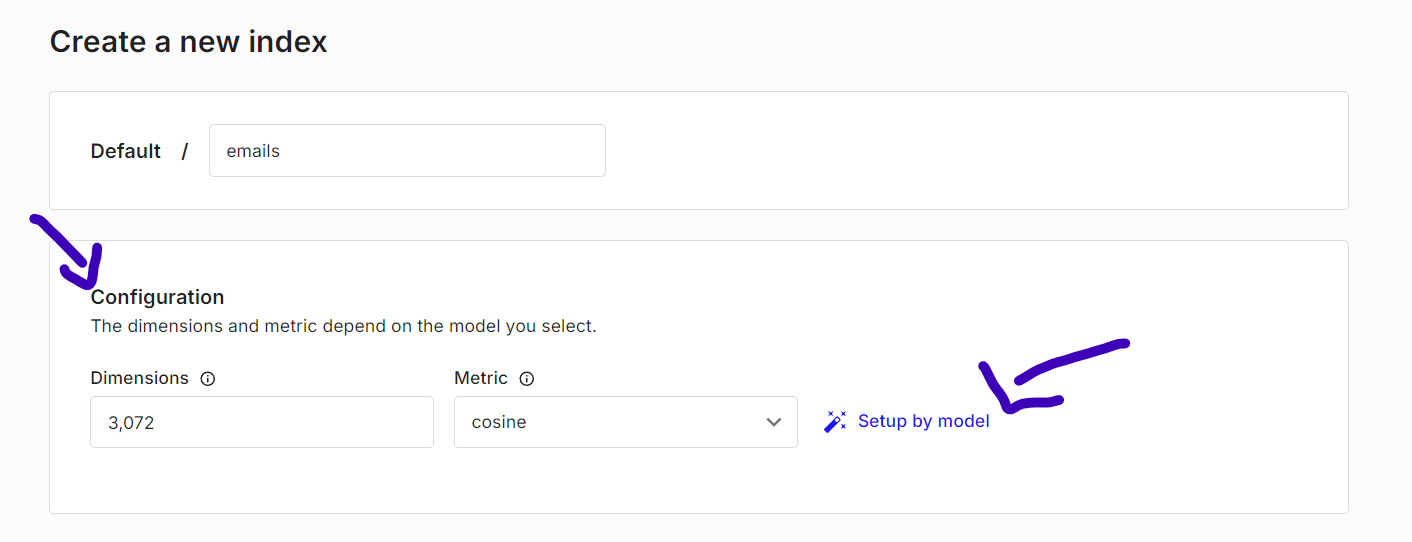 Create a new index
Default / emails
Configuration
The dimensions and metric depend on the model you select.
Dimensions Metric
3,072 cosine Setup by model